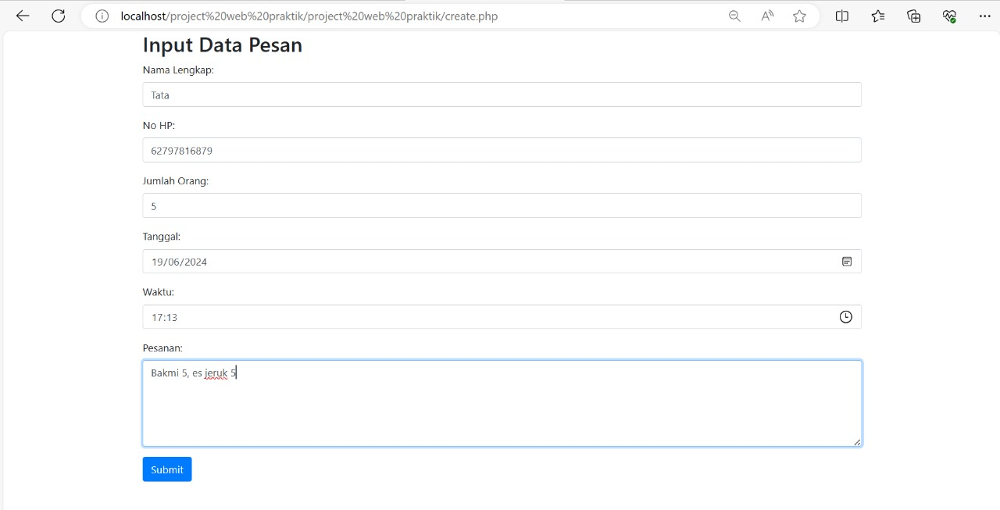 localhost/project%20web%20praktik/project%20web%20praktik/create.php
Input Data Pesan
Nama Lengkap:
Tata
No HP:
62797816879
Jumlah Orang:
5
Tanggal:
19/06/2024
Waktu:
17:13
Pesanan:
Bakmi 5, es jeruk 5
Submit